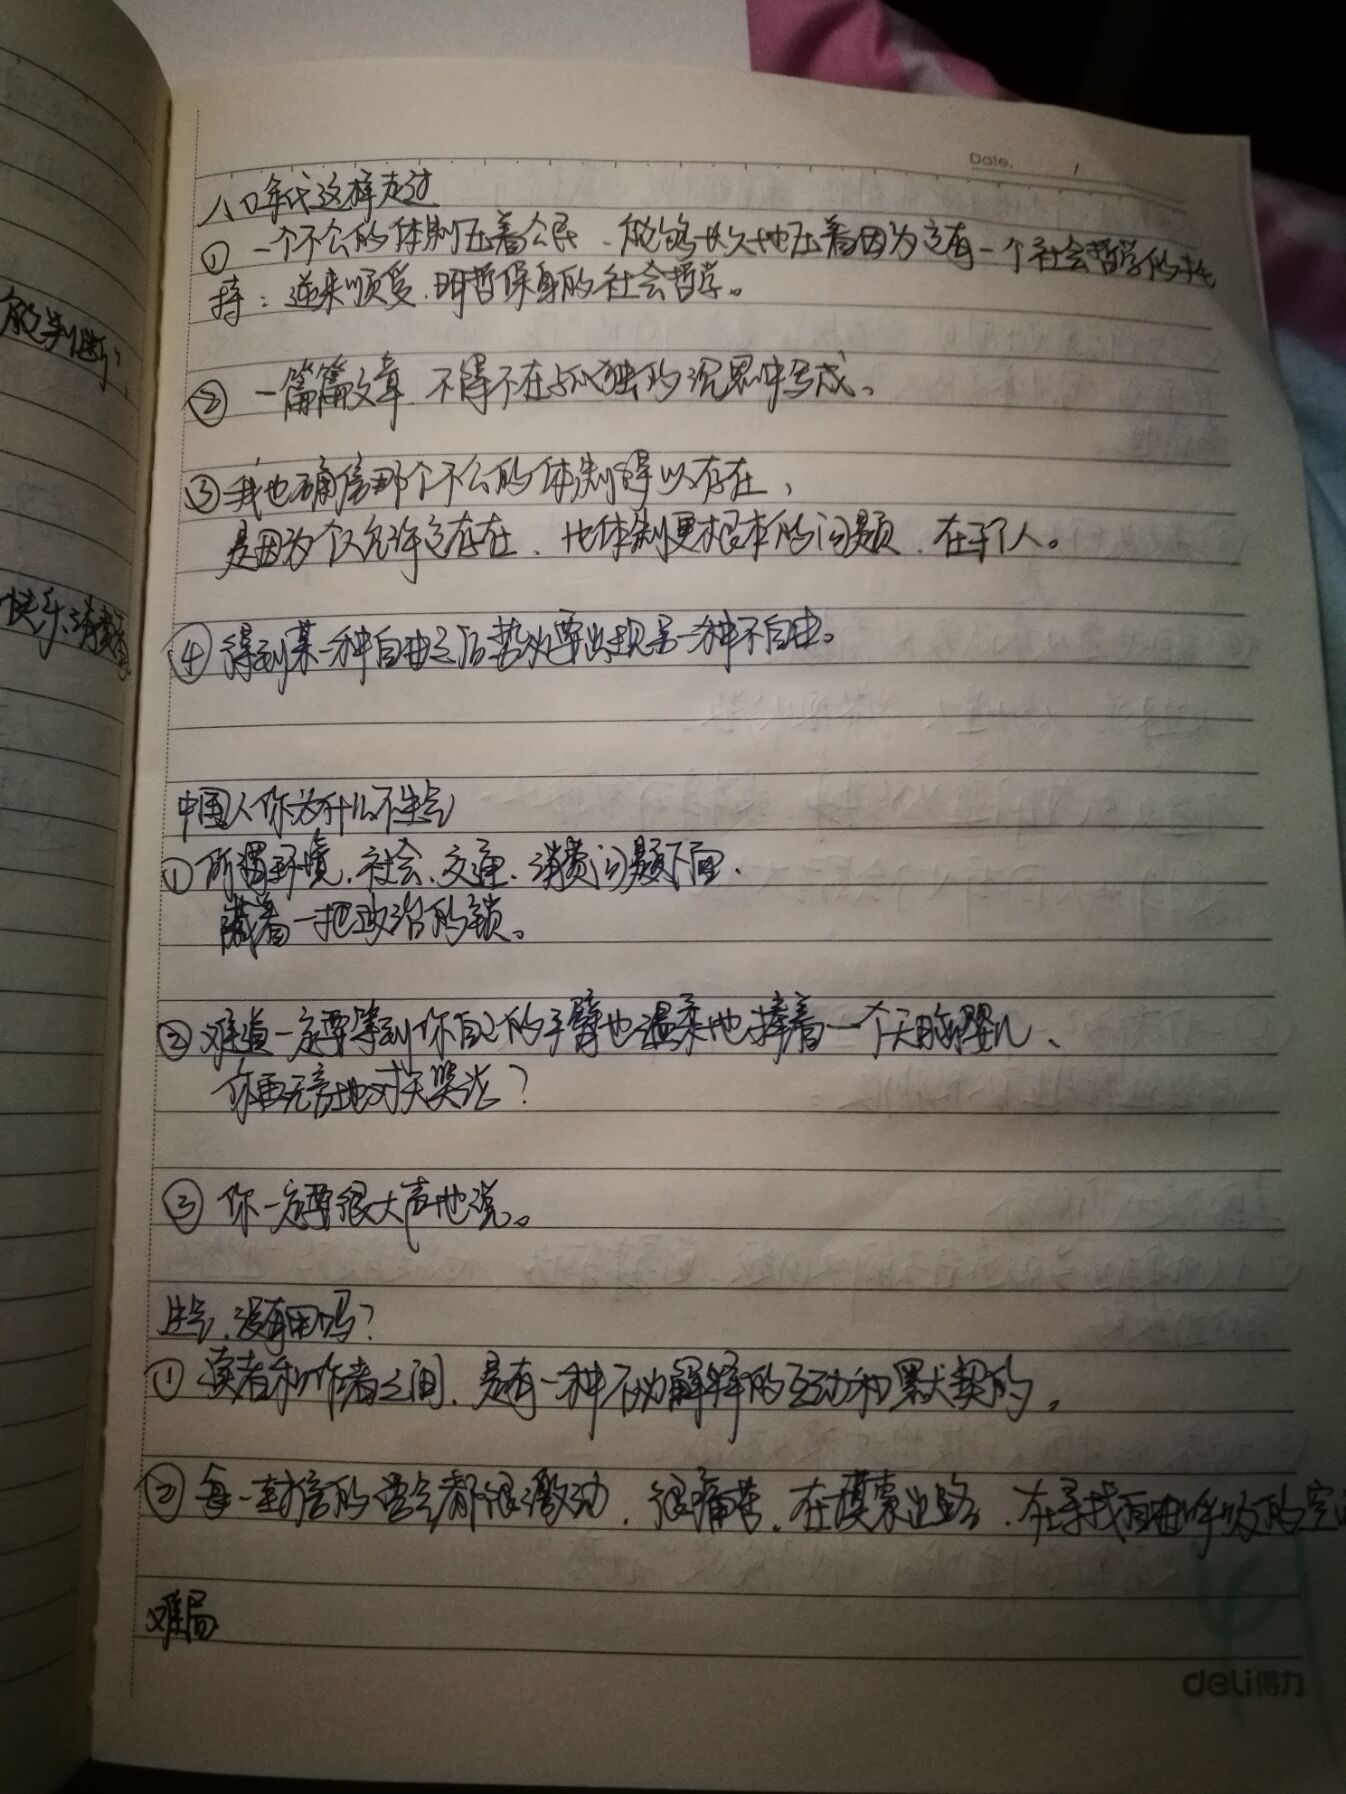 Date. 1
八〇年代这样走过
① 一个不公的体制压着公民、能够长久地压着因为它有一个社会哲学的扶
持：逆来顺受、明哲保身的社会哲学。
② 一篇篇文章、不得不在孤独的沉思中写成。
③ 我也确信那个不公的体制得以存在，
是因为个人允许它存在、比体制更根本的问题、在于个人。
④ 得到某一种自由之后势必要出现另一种不自由。
中国人你为什么不生气
① 所谓环境、社会、交通、消费问题下面、
藏着一把政治的锁。
② 难道一定要等到你自己的手臂也温柔地捧着一个无脑婴儿、
你再无言地对天哭泣？
③ 你一定要很大声地说。
生气，没有用吗？
① 读者和作者之间、是有一种不必解释的互动和默契的，
② 每一封信的语气都很激动、很痛苦、在摸索出路、在寻找自由呼吸的空
难局
deli得力
的判断，
快乐、消费